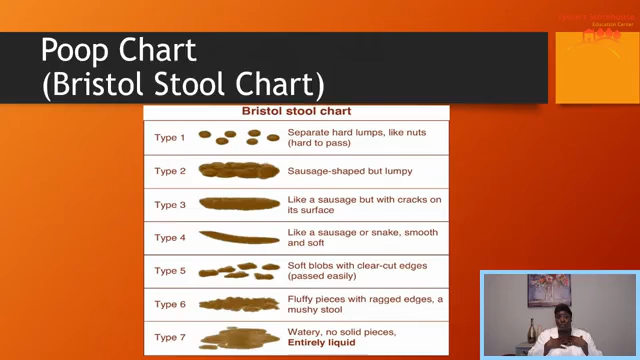 Education Center
Poop Chart
(Bristol Stool Chart)
Bristol stool chart
Type 1
Separate hard lumps, like nuts
(hard to pass)
Type 2
Sausage-shaped but lumpy
Type 3
Like a sausage but with cracks on
its surface
Type 4
Like a sausage or snake, smooth
and soft
Type 5
Soft blobs with clear-cut edges
(passed easily)
Type 6
Fluffy pieces with ragged edges, a
mushy stool
Type 7
Watery, no solid pieces,
Entirely liquid